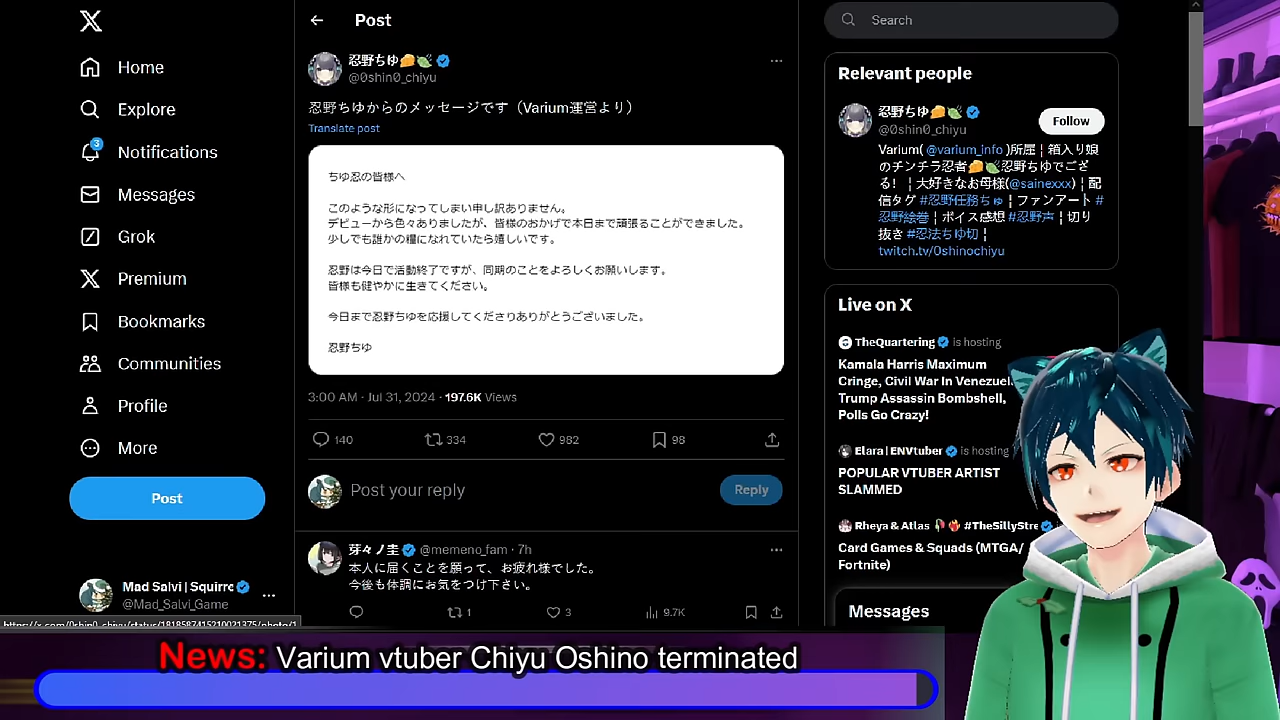 Home
Explore
3
Notifications
Messages
Grok
Premium
Bookmarks
Communities
Profile
More
Post
Mad Salvi | Squirrc
@Mad_Salvi_Game
Post
忍野ちゆ
@0shin0_chiyu
忍野ちゆからのメッセージです（Varium運営より）
Translate post
ちゆ忍の皆様へ
このような形になってしまい申し訳ありません。
デビューから色々ありましたが、皆様のおかげで本日まで頑張ることができました。
少しでも誰かの糧になれていたら嬉しいです。
忍野は今日で活動終了ですが、同期のことをよろしくお願いします。
皆様も健やかに生きてください。
今日まで忍野ちゆを応援してくださりありがとうございました。
忍野ちゆ
3:00 AM · Jul 31, 2024 · 197.6K Views
140 334 982 98
Post your reply
Reply
芽々ノ圭 @memeno_fam · 7h
本人に届くことを願って、お疲れ様でした。
今後も体調にお気をつけ下さい。
1 3 9.7K
Search
Relevant people
忍野ちゆ
@0shin0_chiyu
Follow
Varium( @varium_info )所属 ¦ 箱入り娘
のチンチラ忍者🧀🍃忍野ちゆでござ
る！ ¦ 大好きなお母様(@sainexxx) ¦ 配
信タグ #忍野任務ちゅ ¦ ファンアート #
忍野絵巻 ¦ ボイス感想 #忍野声 ¦ 切り
抜き #忍法ちゆ切 ¦
twitch.tv/0shinochiyu
Live on X
TheQuartering is hosting
Kamala Harris Maximum
Cringe, Civil War In Venezuel
Trump Assassin Bombshell,
Polls Go Crazy!
Elara | ENVtuber is hosting
POPULAR VTUBER ARTIST
SLAMMED
Rheya & Atlas #TheSillyStre
Card Games & Squads (MTGA/
Fortnite)
Messages
News: Varium vtuber Chiyu Oshino terminated